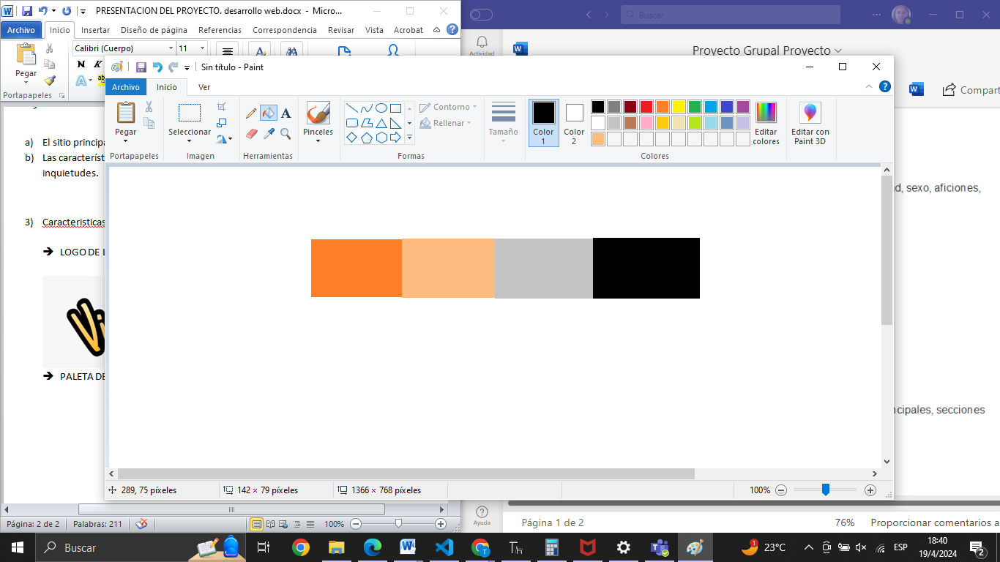 PRESENTACION DEL PROYECTO. desarrollo web.docx - Micro...
Archivo Inicio Insertar Diseño de página Referencias Correspondencia Revisar Vista Acrobat
Calibri (Cuerpo) 11
Pegar N K
Portapapeles
Buscar
Actividad
Proyecto Grupal Proyecto
Compart
Sin título - Paint
Archivo Inicio Ver
Pegar Seleccionar Pinceles Contorno Rellenar Tamaño Color 1 Color 2 Editar colores Editar con Paint 3D
Portapapeles Imagen Herramientas Formas Colores
a) El sitio principa
b) Las característ
inquietudes.
d, sexo, aficiones,
3) Caracteristicas
LOGO DE L
PALETA DE
ncipales, secciones
289, 75 píxeles 142 × 79 píxeles 1366 × 768 píxeles 100%
Página: 2 de 2 Palabras: 211 100%
Ayuda
Página 1 de 2 76% Proporcionar comentarios a
Buscar 23°C ESP 18:40
19/4/2024 2